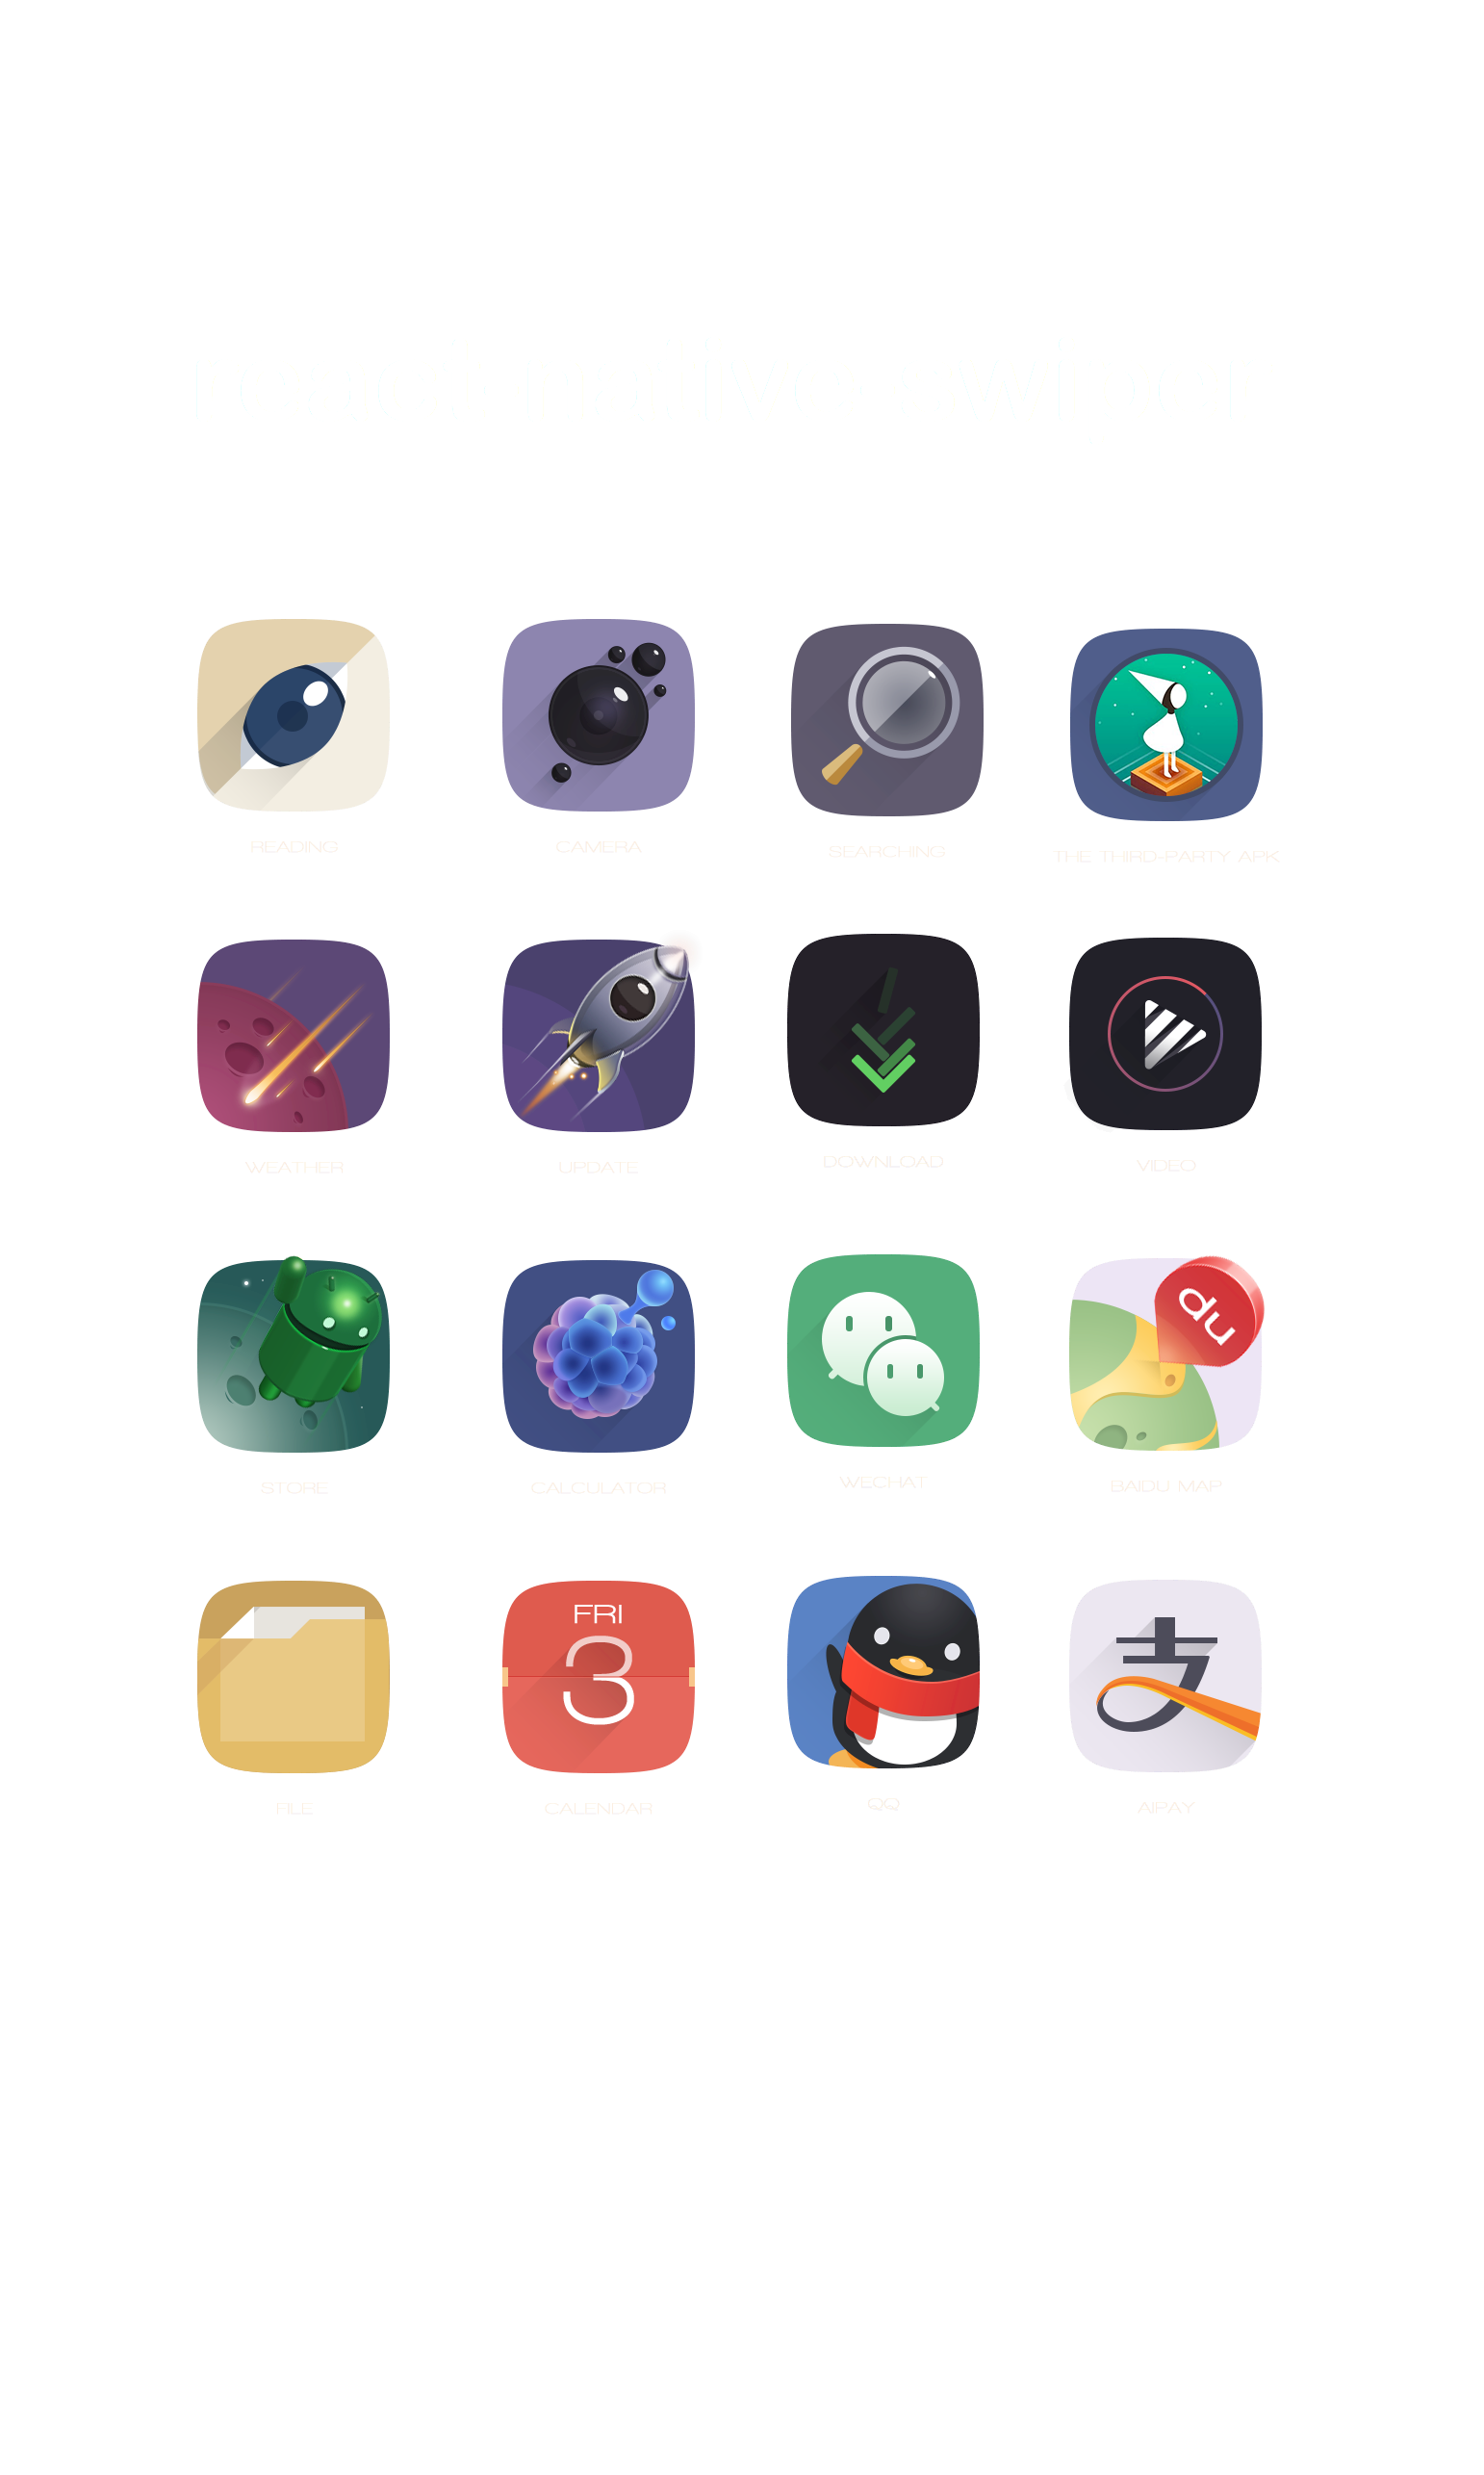 READING
CAMERA
SEARCHING
THE THIRD-PARTY APK
WEATHER
UPDATE
DOWNLOAD
VIDEO
du
STORE
CALCULATOR
WECHAT
BAIDU MAP
FRI
3
支
FILE
CALENDAR
QQ
AIPAY